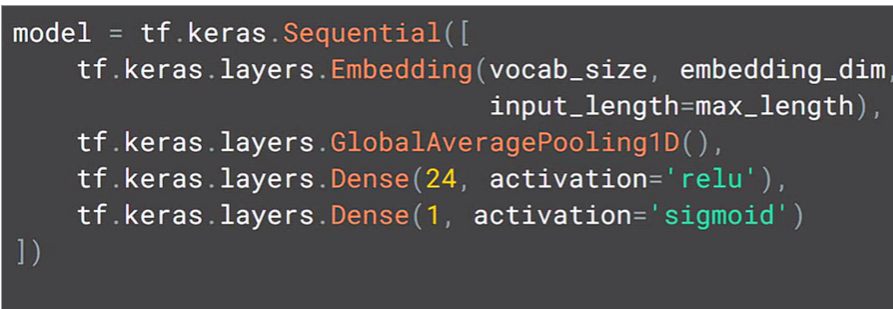 model = tf.keras.Sequential([
    tf.keras.layers.Embedding(vocab_size, embedding_dim,
                              input_length=max_length),
    tf.keras.layers.GlobalAveragePooling1D(),
    tf.keras.layers.Dense(24, activation='relu'),
    tf.keras.layers.Dense(1, activation='sigmoid')
])